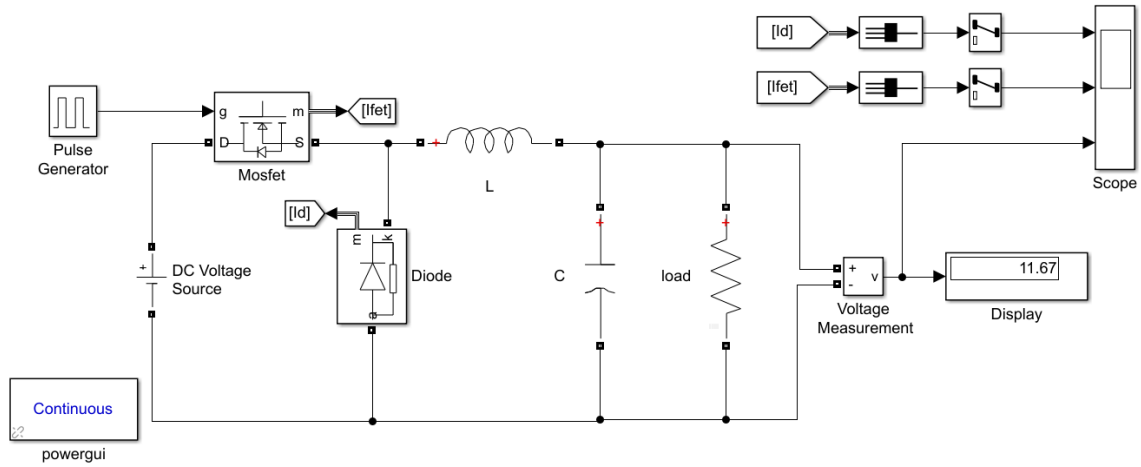 [Id]
[Ifet]
Scope
Pulse
Generator
g
m
D
S
Mosfet
[Ifet]
+
L
[Id]
m
k
a
Diode
+
DC Voltage
Source
+
C
+
load
+
-
v
Voltage
Measurement
11.67
Display
Continuous
powergui